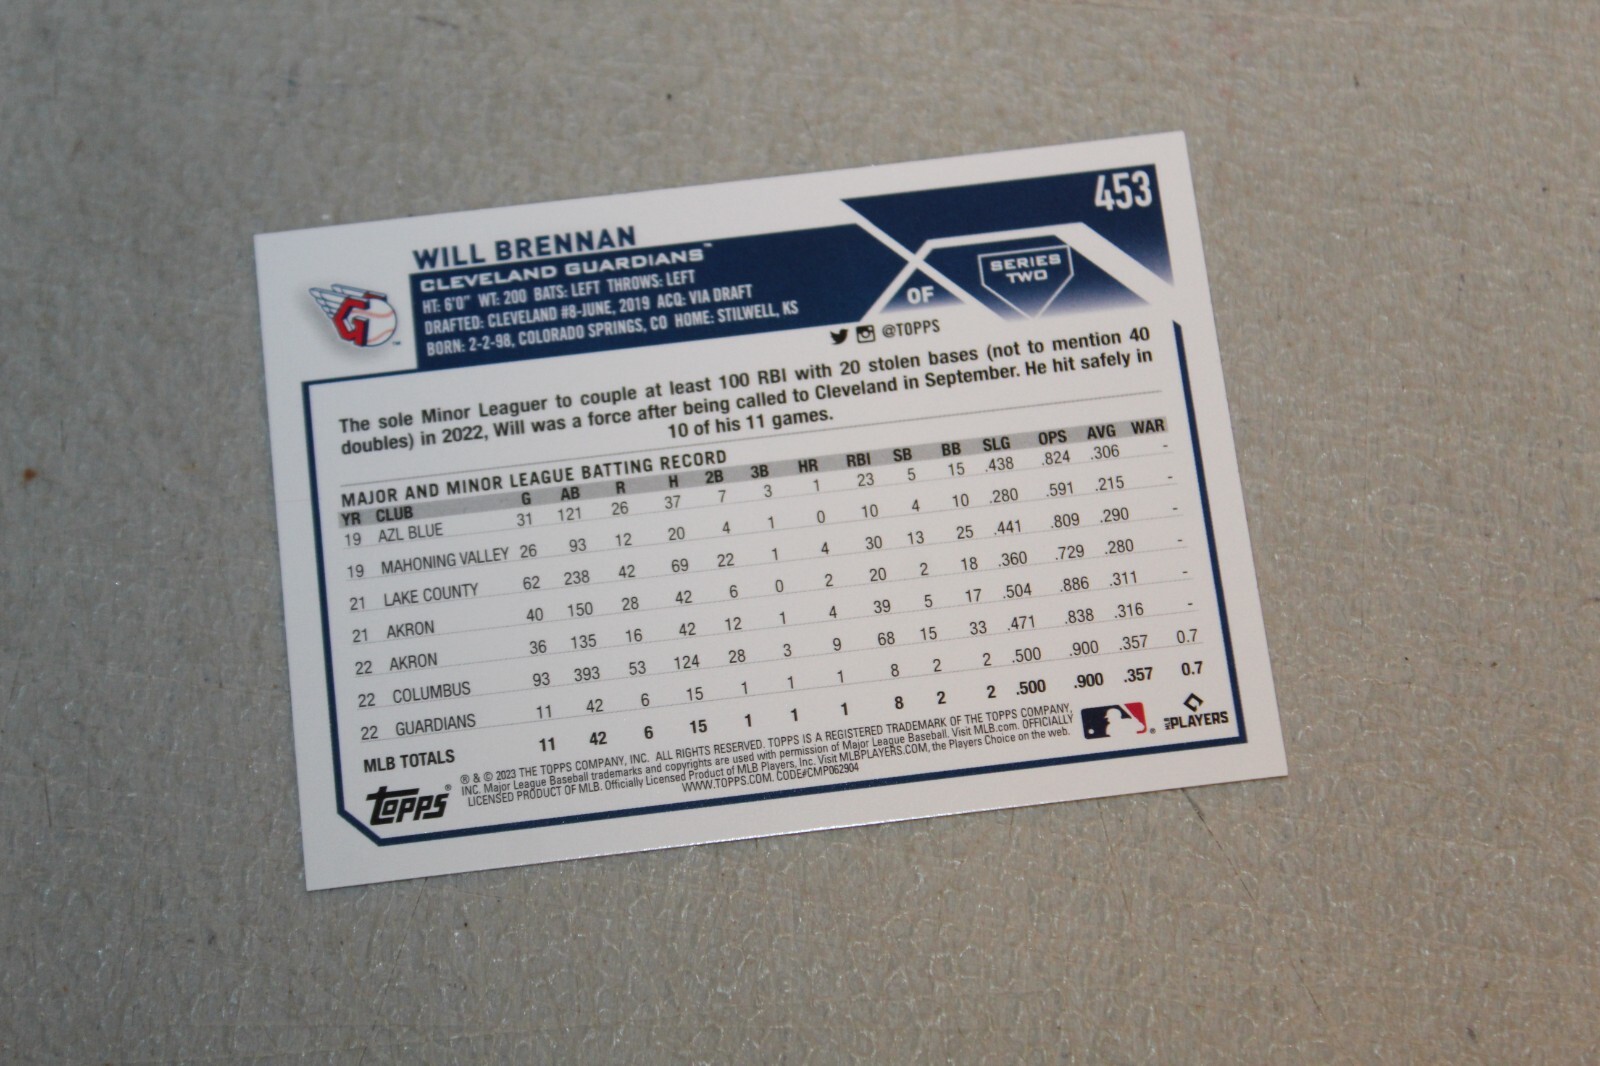 453
WILL BRENNAN
CLEVELAND GUARDIANS™
HT: 6'0" WT: 200 BATS: LEFT THROWS: LEFT
DRAFTED: CLEVELAND #8-JUNE, 2019 ACQ: VIA DRAFT
BORN: 2-2-98, COLORADO SPRINGS, CO HOME: STILWELL, KS
OF
SERIES
TWO
@TOPPS
The sole Minor Leaguer to couple at least 100 RBI with 20 stolen bases (not to mention 40
doubles) in 2022, Will was a force after being called to Cleveland in September. He hit safely in
10 of his 11 games.
MAJOR AND MINOR LEAGUE BATTING RECORD
YR CLUB G AB R H 2B 3B HR RBI SB BB SLG OPS AVG WAR
19 AZL BLUE 31 121 26 37 7 3 1 23 5 15 .438 .824 .306 -
19 MAHONING VALLEY 26 93 12 20 4 1 0 10 4 10 .280 .591 .215 -
21 LAKE COUNTY 62 238 42 69 22 1 4 30 13 25 .441 .809 .290 -
21 AKRON 40 150 28 42 6 0 2 20 2 18 .360 .729 .280 -
22 AKRON 36 135 16 42 12 1 4 39 5 17 .504 .886 .311 -
22 COLUMBUS 93 393 53 124 28 3 9 68 15 33 .471 .838 .316 -
22 GUARDIANS 11 42 6 15 1 1 1 8 2 2 .500 .900 .357 0.7
MLB TOTALS 11 42 6 15 1 1 1 8 2 2 .500 .900 .357 0.7
topps®
® & © 2023 THE TOPPS COMPANY, INC. ALL RIGHTS RESERVED. TOPPS IS A REGISTERED TRADEMARK OF THE TOPPS COMPANY,
INC. Major League Baseball trademarks and copyrights are used with permission of Major League Baseball. Visit MLB.com. OFFICIALLY
LICENSED PRODUCT OF MLB. Officially Licensed Product of MLB Players, Inc. Visit MLBPLAYERS.COM, the Players Choice on the web.
WWW.TOPPS.COM. CODE#CMP062904
MLB PLAYERS